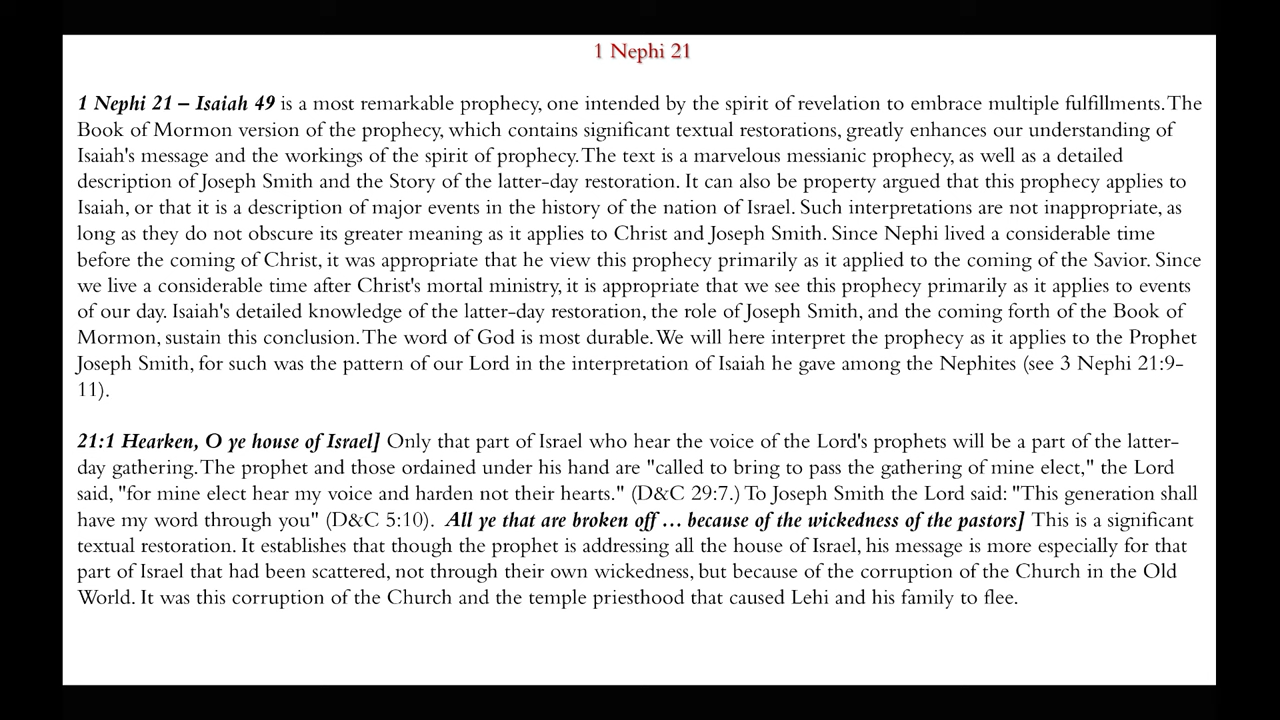 1 Nephi 21
1 Nephi 21 – Isaiah 49 is a most remarkable prophecy, one intended by the spirit of revelation to embrace multiple fulfillments. The
Book of Mormon version of the prophecy, which contains significant textual restorations, greatly enhances our understanding of
Isaiah's message and the workings of the spirit of prophecy. The text is a marvelous messianic prophecy, as well as a detailed
description of Joseph Smith and the Story of the latter-day restoration. It can also be property argued that this prophecy applies to
Isaiah, or that it is a description of major events in the history of the nation of Israel. Such interpretations are not inappropriate, as
long as they do not obscure its greater meaning as it applies to Christ and Joseph Smith. Since Nephi lived a considerable time
before the coming of Christ, it was appropriate that he view this prophecy primarily as it applied to the coming of the Savior. Since
we live a considerable time after Christ's mortal ministry, it is appropriate that we see this prophecy primarily as it applies to events
of our day. Isaiah's detailed knowledge of the latter-day restoration, the role of Joseph Smith, and the coming forth of the Book of
Mormon, sustain this conclusion. The word of God is most durable. We will here interpret the prophecy as it applies to the Prophet
Joseph Smith, for such was the pattern of our Lord in the interpretation of Isaiah he gave among the Nephites (see 3 Nephi 21:9-
11).
21:1 Hearken, O ye house of Israel] Only that part of Israel who hear the voice of the Lord's prophets will be a part of the latter-
day gathering. The prophet and those ordained under his hand are "called to bring to pass the gathering of mine elect," the Lord
said, "for mine elect hear my voice and harden not their hearts." (D&C 29:7.) To Joseph Smith the Lord said: "This generation shall
have my word through you" (D&C 5:10). All ye that are broken off … because of the wickedness of the pastors] This is a significant
textual restoration. It establishes that though the prophet is addressing all the house of Israel, his message is more especially for that
part of Israel that had been scattered, not through their own wickedness, but because of the corruption of the Church in the Old
World. It was this corruption of the Church and the temple priesthood that caused Lehi and his family to flee.